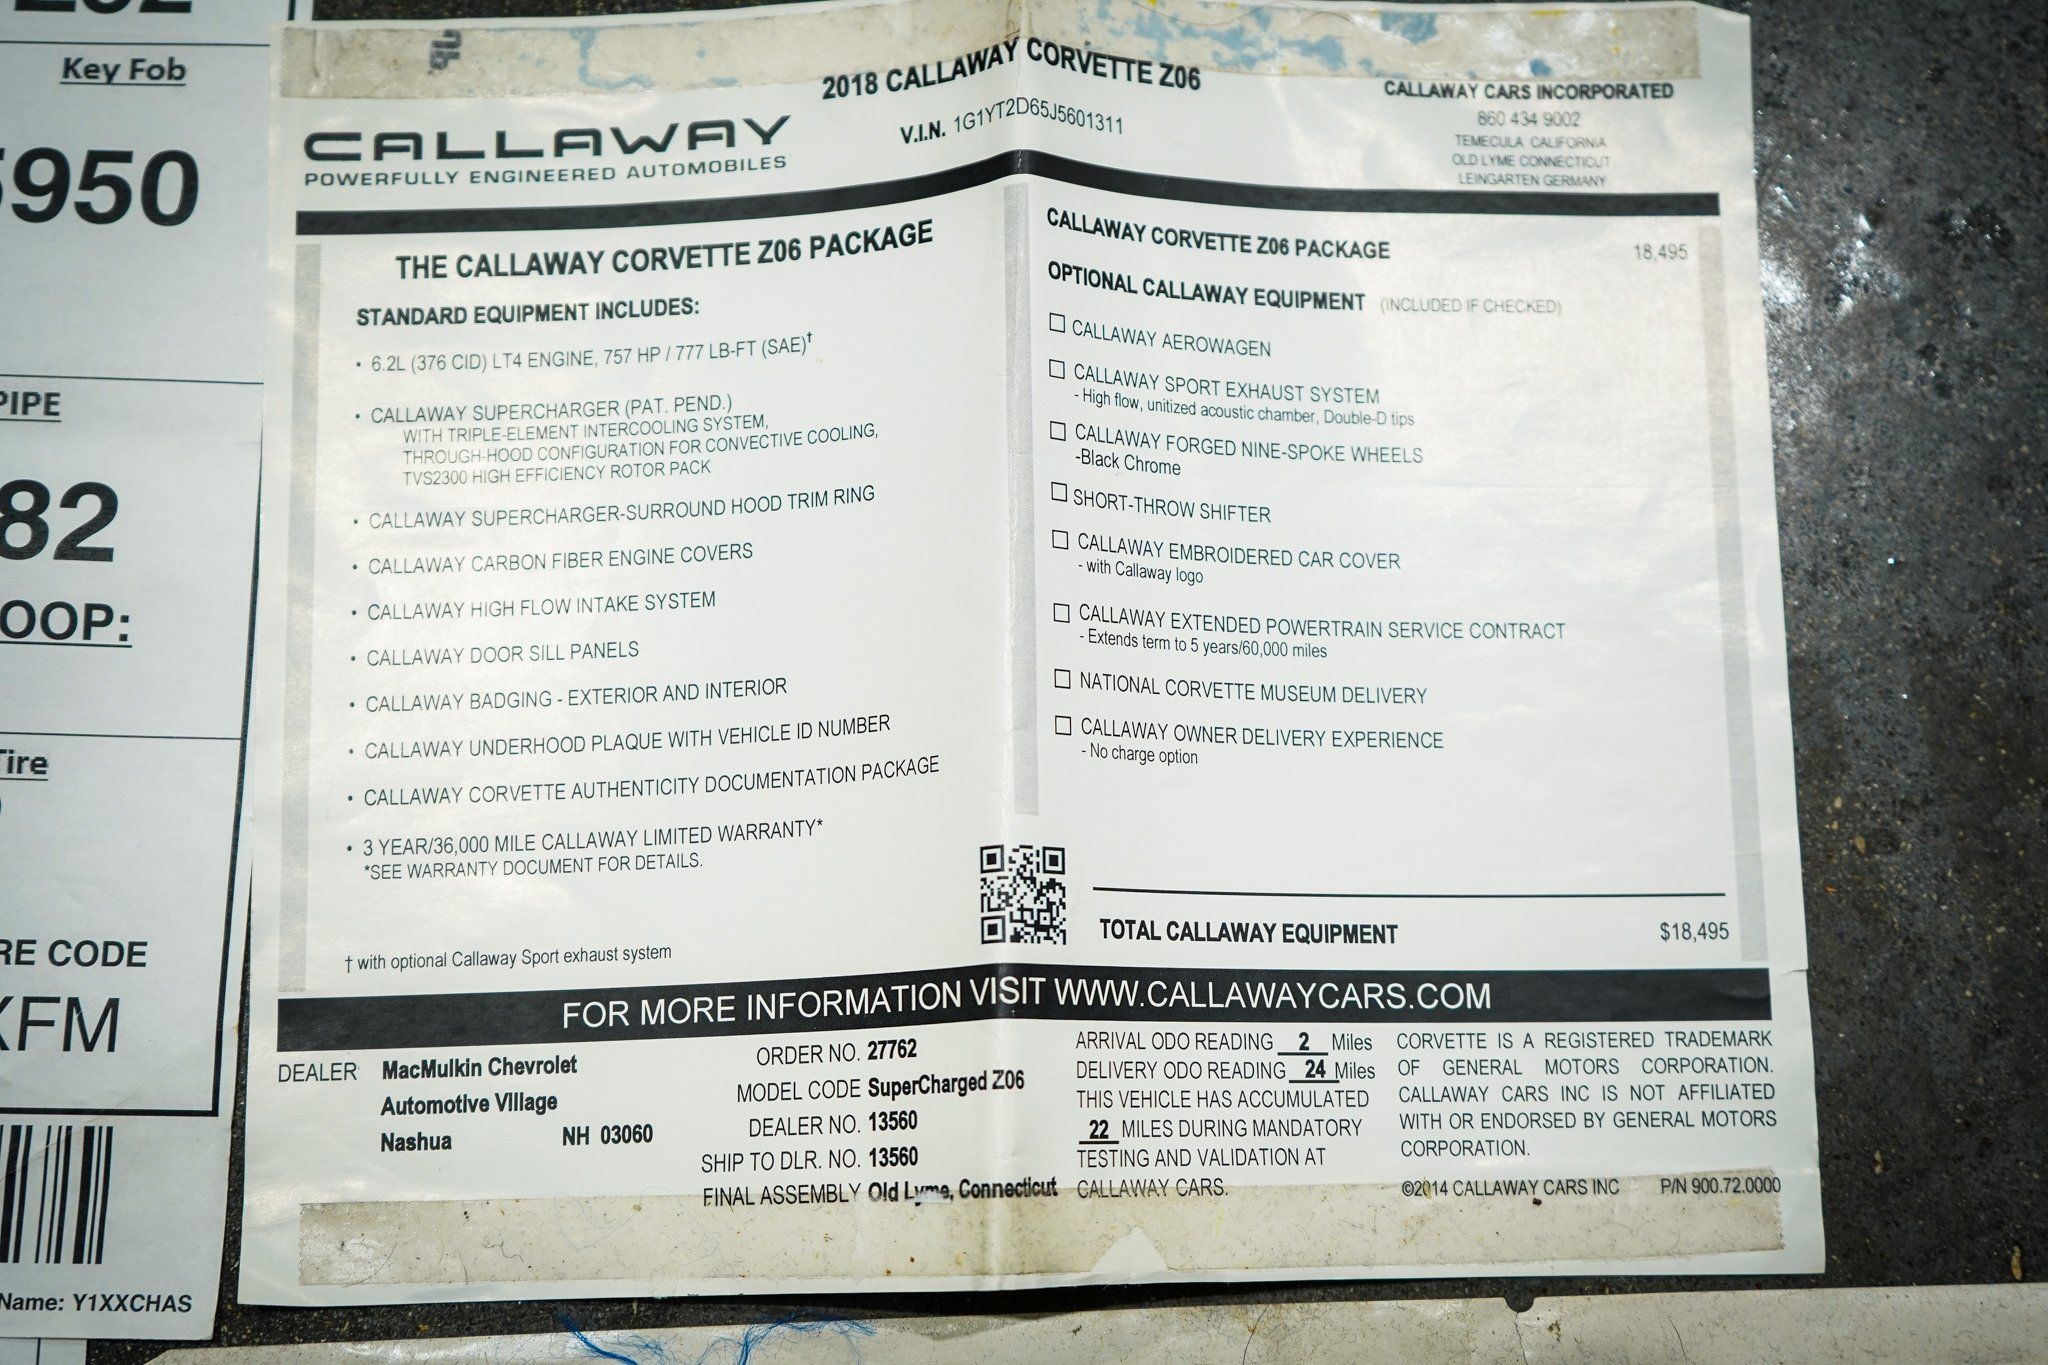 Key Fob
5950
PIPE
82
OOP:
Tire
RE CODE
XFM
Name: Y1XXCHAS
2018 CALLAWAY CORVETTE Z06
V.I.N. 1G1YT2D65J5601311
CALLAWAY
POWERFULLY ENGINEERED AUTOMOBILES
CALLAWAY CARS INCORPORATED
860 434 9002
TEMECULA CALIFORNIA
OLD LYME CONNECTICUT
LEINGARTEN GERMANY
THE CALLAWAY CORVETTE Z06 PACKAGE
STANDARD EQUIPMENT INCLUDES:
• 6.2L (376 CID) LT4 ENGINE, 757 HP / 777 LB-FT (SAE)†
• CALLAWAY SUPERCHARGER (PAT. PEND.)
WITH TRIPLE-ELEMENT INTERCOOLING SYSTEM,
THROUGH-HOOD CONFIGURATION FOR CONVECTIVE COOLING,
TVS2300 HIGH EFFICIENCY ROTOR PACK
• CALLAWAY SUPERCHARGER-SURROUND HOOD TRIM RING
• CALLAWAY CARBON FIBER ENGINE COVERS
• CALLAWAY HIGH FLOW INTAKE SYSTEM
• CALLAWAY DOOR SILL PANELS
• CALLAWAY BADGING - EXTERIOR AND INTERIOR
• CALLAWAY UNDERHOOD PLAQUE WITH VEHICLE ID NUMBER
• CALLAWAY CORVETTE AUTHENTICITY DOCUMENTATION PACKAGE
• 3 YEAR/36,000 MILE CALLAWAY LIMITED WARRANTY*
*SEE WARRANTY DOCUMENT FOR DETAILS.
† with optional Callaway Sport exhaust system
CALLAWAY CORVETTE Z06 PACKAGE 18,495
OPTIONAL CALLAWAY EQUIPMENT (INCLUDED IF CHECKED)
☐ CALLAWAY AEROWAGEN
☐ CALLAWAY SPORT EXHAUST SYSTEM
- High flow, unitized acoustic chamber, Double-D tips
☐ CALLAWAY FORGED NINE-SPOKE WHEELS
-Black Chrome
☐ SHORT-THROW SHIFTER
☐ CALLAWAY EMBROIDERED CAR COVER
- with Callaway logo
☐ CALLAWAY EXTENDED POWERTRAIN SERVICE CONTRACT
- Extends term to 5 years/60,000 miles
☐ NATIONAL CORVETTE MUSEUM DELIVERY
☐ CALLAWAY OWNER DELIVERY EXPERIENCE
- No charge option
TOTAL CALLAWAY EQUIPMENT $18,495
FOR MORE INFORMATION VISIT WWW.CALLAWAYCARS.COM
DEALER MacMulkin Chevrolet
Automotive Village
Nashua NH 03060
ORDER NO. 27762
MODEL CODE SuperCharged Z06
DEALER NO. 13560
SHIP TO DLR. NO. 13560
FINAL ASSEMBLY Old Lyme, Connecticut
ARRIVAL ODO READING 2 Miles
DELIVERY ODO READING 24 Miles
THIS VEHICLE HAS ACCUMULATED
22 MILES DURING MANDATORY
TESTING AND VALIDATION AT
CALLAWAY CARS.
CORVETTE IS A REGISTERED TRADEMARK
OF GENERAL MOTORS CORPORATION.
CALLAWAY CARS INC IS NOT AFFILIATED
WITH OR ENDORSED BY GENERAL MOTORS
CORPORATION.
©2014 CALLAWAY CARS INC P/N 900.72.0000